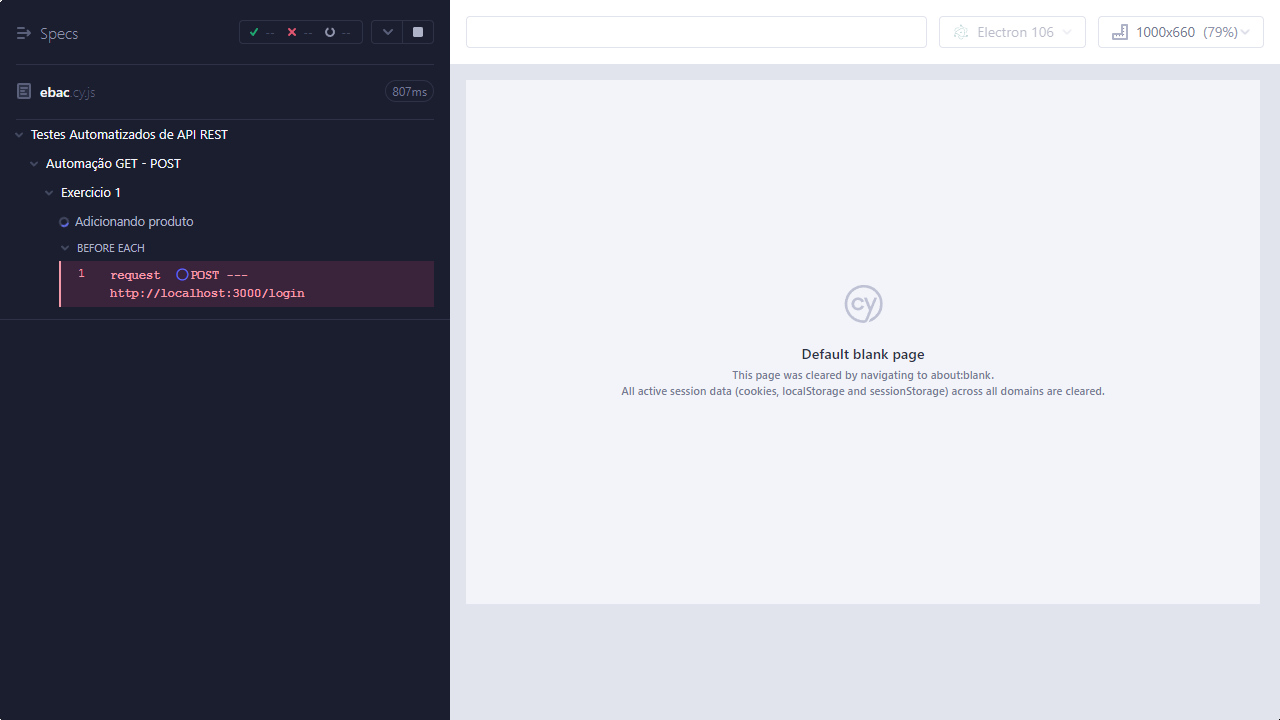 Specs
-- -- --
ebac.cy.js
807ms
Testes Automatizados de API REST
Automação GET - POST
Exercicio 1
Adicionando produto
BEFORE EACH
1 request POST ---
http://localhost:3000/login
Electron 106
1000x660 (79%)
cy
Default blank page
This page was cleared by navigating to about:blank.
All active session data (cookies, localStorage and sessionStorage) across all domains are cleared.